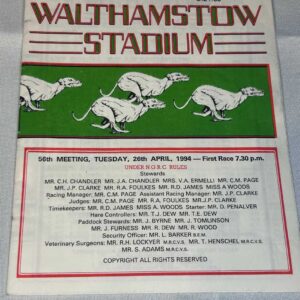 WALTHAMSTOW
STADIUM
56th MEETING, TUESDAY, 26th APRIL, 1994 — First Race 7.30 p.m.
UNDER N.G.R.C. RULES
Stewards
MR. C.H. CHANDLER MR. J.A. CHANDLER MRS. V.A. ERMELLI MR. C.M. PAGE
MR. J.P. CLARKE MR. R.A. FOULKES MR. R.D. JAMES MISS A WOODS
Racing Manager: MR. C.M. PAGE Assistant Racing Manager: MR. J.P. CLARKE
Judges: MR. C.M. PAGE MR. R.A. FOULKES MR.J.P. CLARKE
Timekeepers: MR. R.D. JAMES MISS A. WOODS Starter: MR. D. PENALVER
Hare Controllers: MR. T.J. DEW MR. T.E. DEW
Paddock Stewards: MR. J. BYRNE MR. J. TOMLINSON
MR. J. FURNESS MR. R. DREW MR. R. WOOD
Security Officer: MR. L. BARKER B.E.M.
Veterinary Surgeons: MR. R.H. LOCKYER M.R.C.V.S. MR. T. HENSCHEL M.R.C.V.S.
MR. S. ADAMS M.R.C.V.S.
COPYRIGHT ALL RIGHTS RESERVED